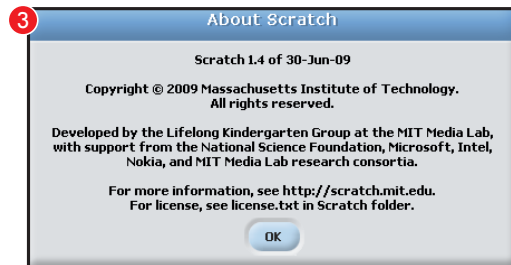 3
About Scratch
Scratch 1.4 of 30-Jun-09
Copyright © 2009 Massachusetts Institute of Technology.
All rights reserved.
Developed by the Lifelong Kindergarten Group at the MIT Media Lab,
with support from the National Science Foundation, Microsoft, Intel,
Nokia, and MIT Media Lab research consortia.
For more information, see http://scratch.mit.edu.
For license, see license.txt in Scratch folder.
OK